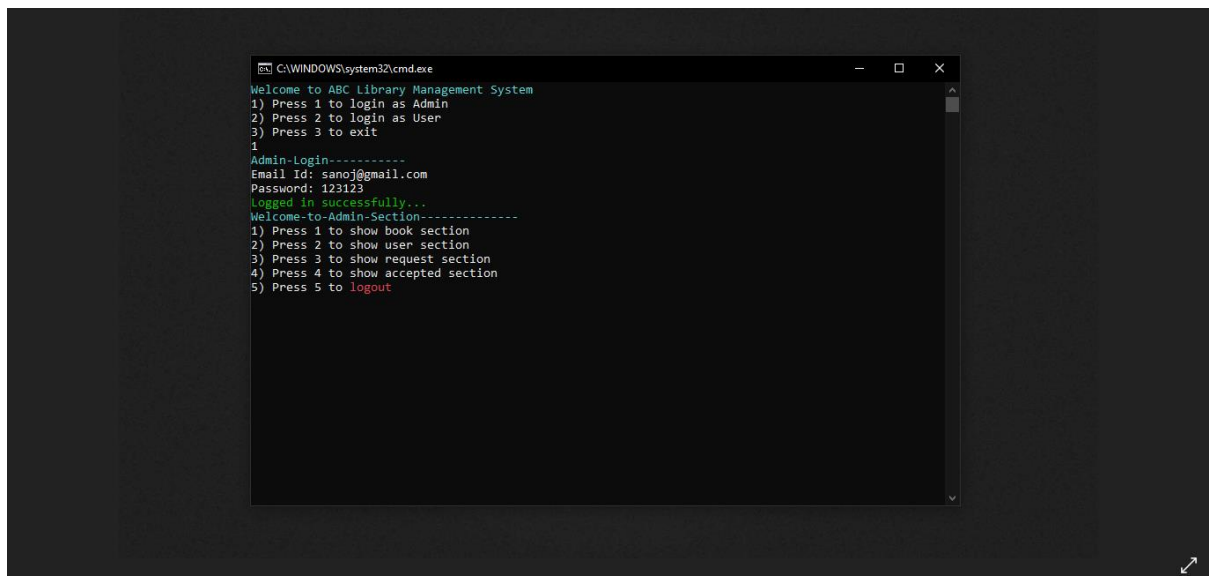 C:\WINDOWS\system32\cmd.exe
Welcome to ABC Library Management System
1) Press 1 to login as Admin
2) Press 2 to login as User
3) Press 3 to exit
1
Admin-Login-----------
Email Id: sanoj@gmail.com
Password: 123123
Logged in successfully...
Welcome-to-Admin-Section--------------
1) Press 1 to show book section
2) Press 2 to show user section
3) Press 3 to show request section
4) Press 4 to show accepted section
5) Press 5 to logout